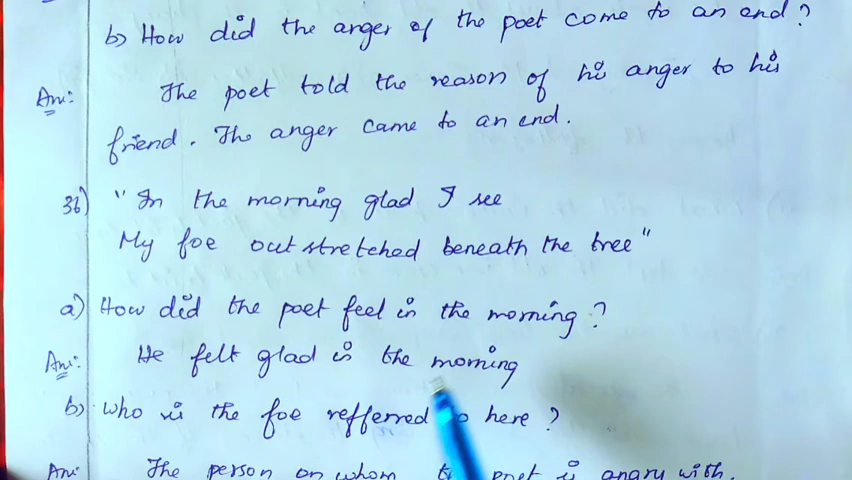 b) How did the anger of the poet come to an end?
Ans: The poet told the reason of his anger to his
friend. The anger came to an end.
36) "In the morning glad I see
My foe outstretched beneath the tree"
a) How did the poet feel in the morning?
Ans: He felt glad in the morning
b) who is the foe refferred to here?
Ans: The person on whom the poet is angry with.